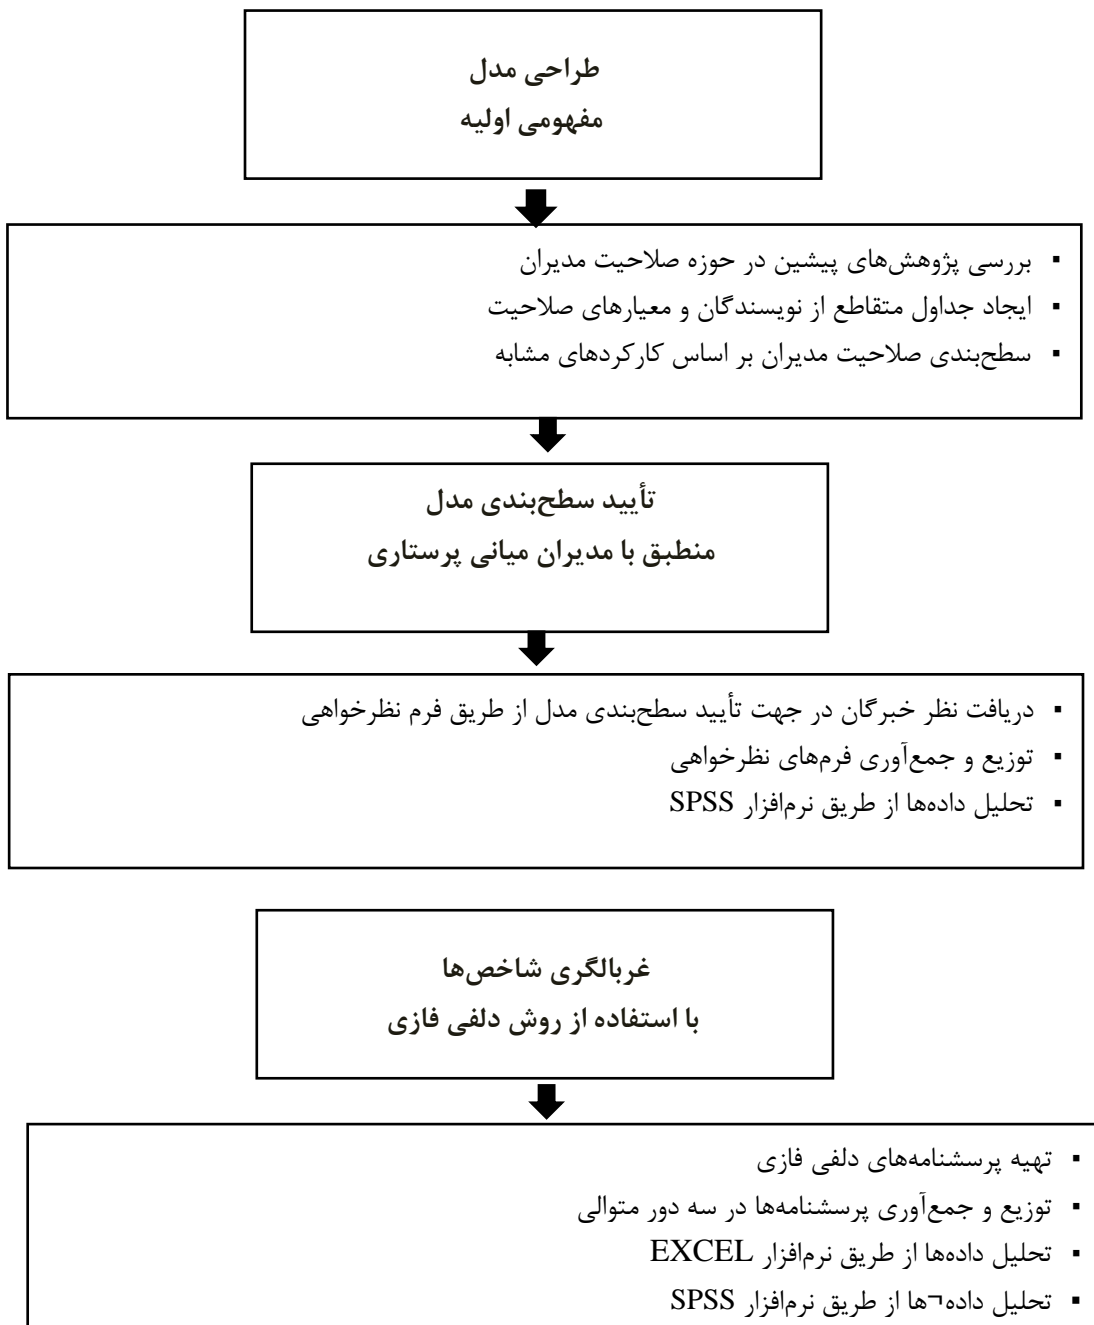 طراحی مدل
مفهومی اولیه
▪ بررسی پژوهش‌های پیشین در حوزه صلاحیت مدیران
▪ ایجاد جداول متقاطع از نویسندگان و معیارهای صلاحیت
▪ سطح‌بندی صلاحیت مدیران بر اساس کارکردهای مشابه
تأیید سطح‌بندی مدل
منطبق با مدیران میانی پرستاری
▪ دریافت نظر خبرگان در جهت تأیید سطح‌بندی مدل از طریق فرم نظرخواهی
▪ توزیع و جمع‌آوری فرم‌های نظرخواهی
▪ تحلیل داده‌ها از طریق نرم‌افزار SPSS
غربالگری شاخص‌ها
با استفاده از روش دلفی فازی
▪ تهیه پرسشنامه‌های دلفی فازی
▪ توزیع و جمع‌آوری پرسشنامه‌ها در سه دور متوالی
▪ تحلیل داده‌ها از طریق نرم‌افزار EXCEL
▪ تحلیل داده¬ها از طریق نرم‌افزار SPSS